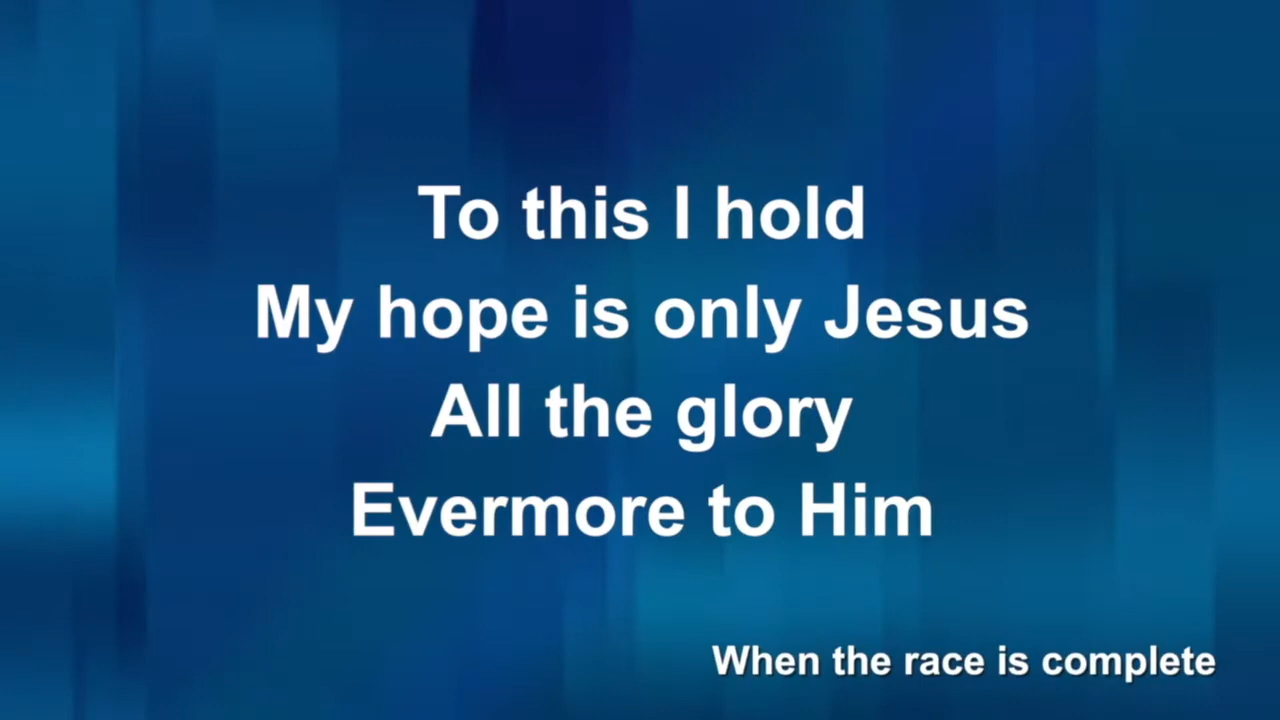 To this I hold
My hope is only Jesus
All the glory
Evermore to Him
When the race is complete